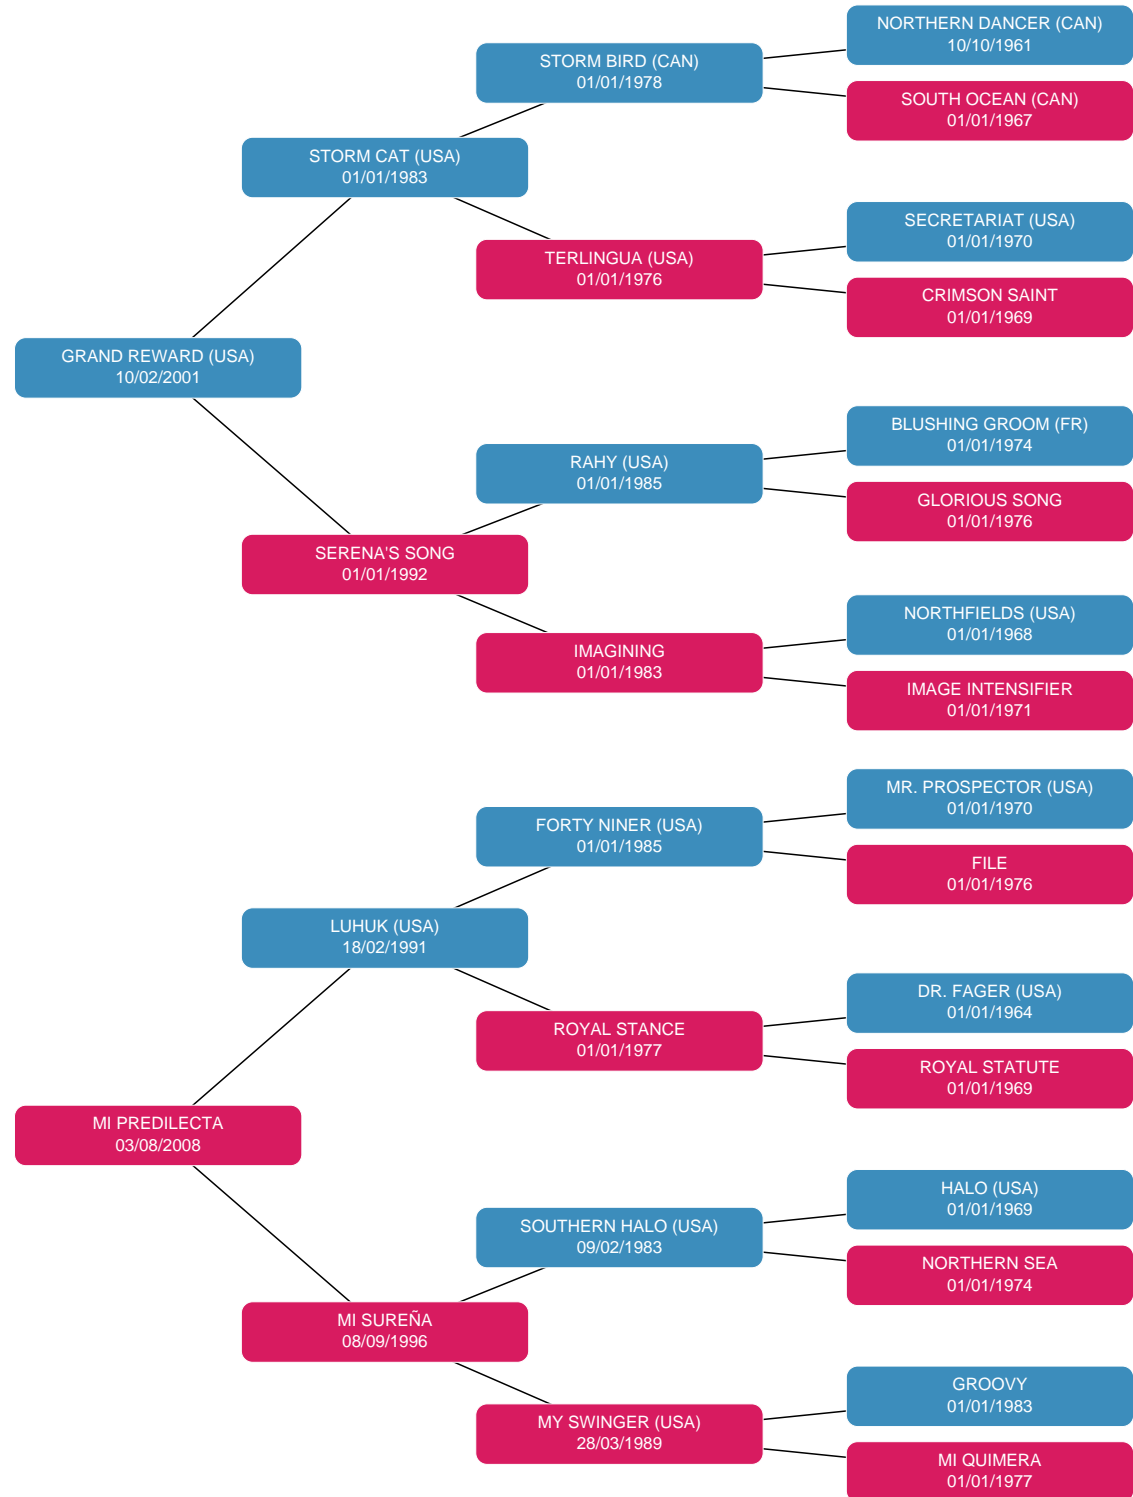 NORTHERN DANCER (CAN)
10/10/1961
STORM BIRD (CAN)
01/01/1978
SOUTH OCEAN (CAN)
01/01/1967
STORM CAT (USA)
01/01/1983
SECRETARIAT (USA)
01/01/1970
TERLINGUA (USA)
01/01/1976
CRIMSON SAINT
01/01/1969
GRAND REWARD (USA)
10/02/2001
BLUSHING GROOM (FR)
01/01/1974
RAHY (USA)
01/01/1985
GLORIOUS SONG
01/01/1976
SERENA'S SONG
01/01/1992
NORTHFIELDS (USA)
01/01/1968
IMAGINING
01/01/1983
IMAGE INTENSIFIER
01/01/1971
MR. PROSPECTOR (USA)
01/01/1970
FORTY NINER (USA)
01/01/1985
FILE
01/01/1976
LUHUK (USA)
18/02/1991
DR. FAGER (USA)
01/01/1964
ROYAL STANCE
01/01/1977
ROYAL STATUTE
01/01/1969
MI PREDILECTA
03/08/2008
HALO (USA)
01/01/1969
SOUTHERN HALO (USA)
09/02/1983
NORTHERN SEA
01/01/1974
MI SUREÑA
08/09/1996
GROOVY
01/01/1983
MY SWINGER (USA)
28/03/1989
MI QUIMERA
01/01/1977